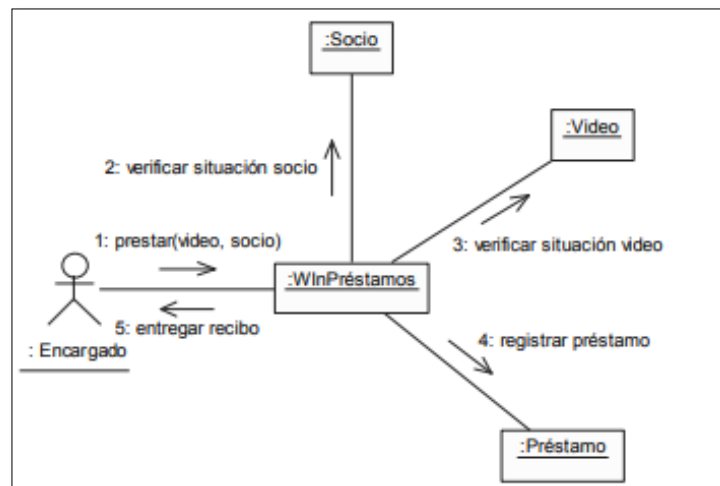 :Socio
:Video
2: verificar situación socio
1: prestar(video, socio)
3: verificar situación video
:WInPréstamos
5: entregar recibo
4: registrar préstamo
: Encargado
:Préstamo